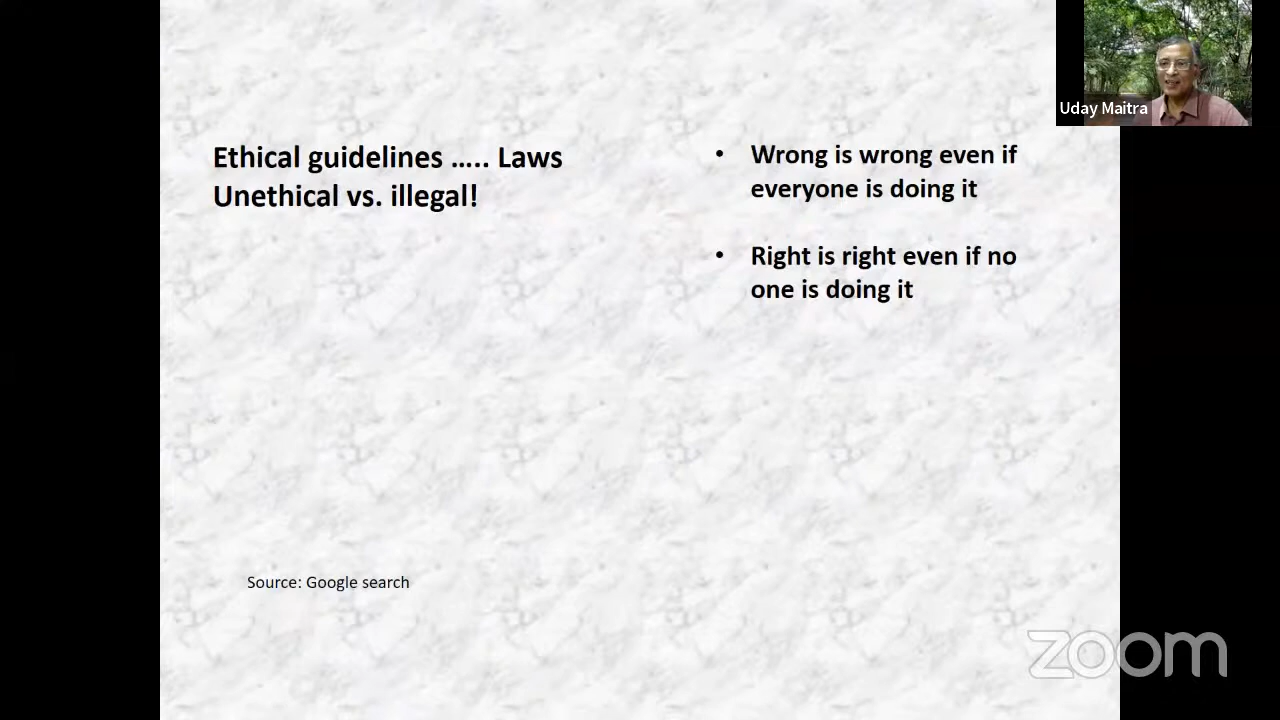 Ethical guidelines ..... Laws
Unethical vs. illegal!
• Wrong is wrong even if
everyone is doing it
• Right is right even if no
one is doing it
Source: Google search
Uday Maitra
zoom